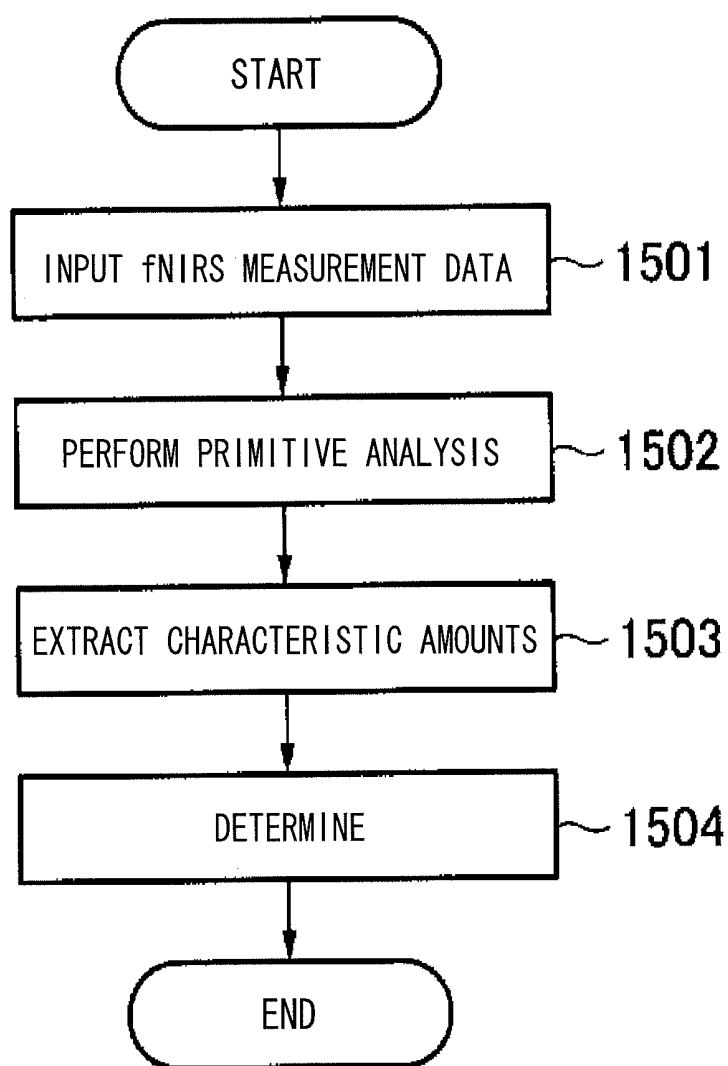 START
INPUT fNIRS MEASUREMENT DATA 1501
PERFORM PRIMITIVE ANALYSIS 1502
EXTRACT CHARACTERISTIC AMOUNTS 1503
DETERMINE 1504
END